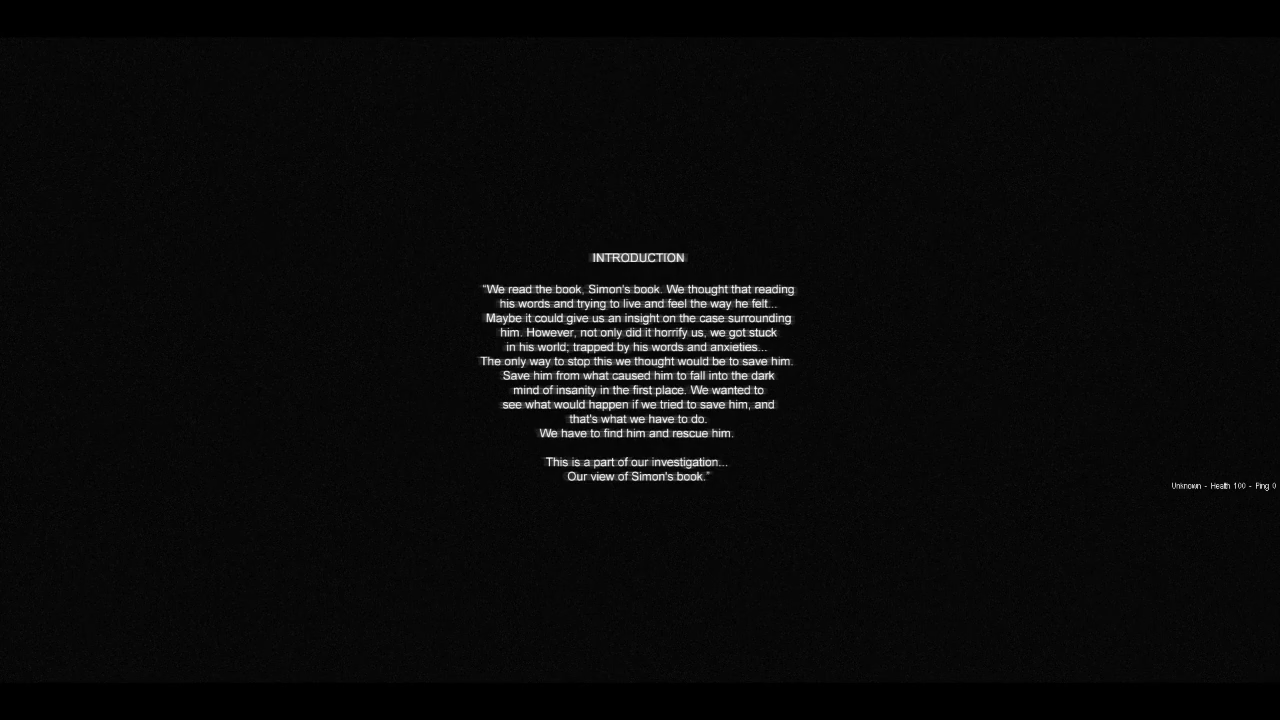 INTRODUCTION
“We read the book, Simon's book. We thought that reading
his words and trying to live and feel the way he felt...
Maybe it could give us an insight on the case surrounding
him. However, not only did it horrify us, we got stuck
in his world; trapped by his words and anxieties...
The only way to stop this we thought would be to save him.
Save him from what caused him to fall into the dark
mind of insanity in the first place. We wanted to
see what would happen if we tried to save him, and
that's what we have to do.
We have to find him and rescue him.
This is a part of our investigation...
Our view of Simon's book.”
Unknown - Health 100 - Ping 0